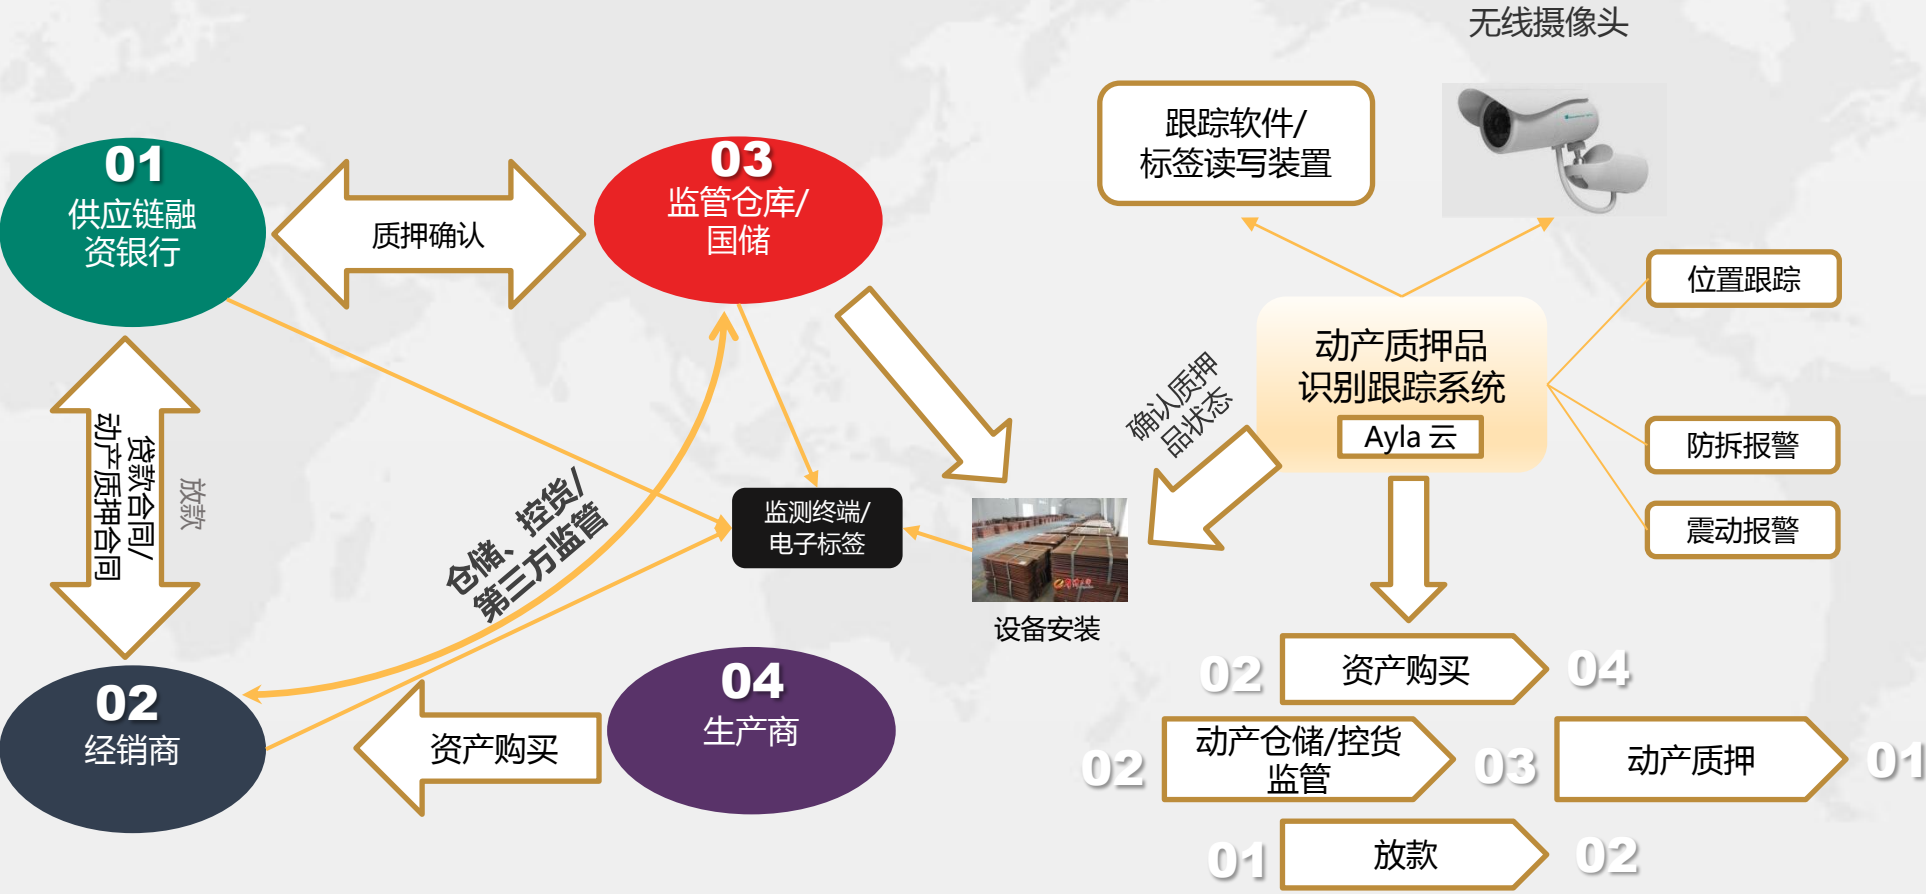 无线摄像头
跟踪软件/
标签读写装置
01
供应链融
资银行
质押确认
03
监管仓库/
国储
位置跟踪
动产质押品
识别跟踪系统
Ayla 云
确认质押
品状态
防拆报警
震动报警
贷款合同/
动产质押合同
放款
仓储、控货/
第三方监管
监测终端/
电子标签
设备安装
02
经销商
资产购买
04
生产商
02
资产购买
04
02
动产仓储/控货
监管
03
动产质押
01
01
放款
02